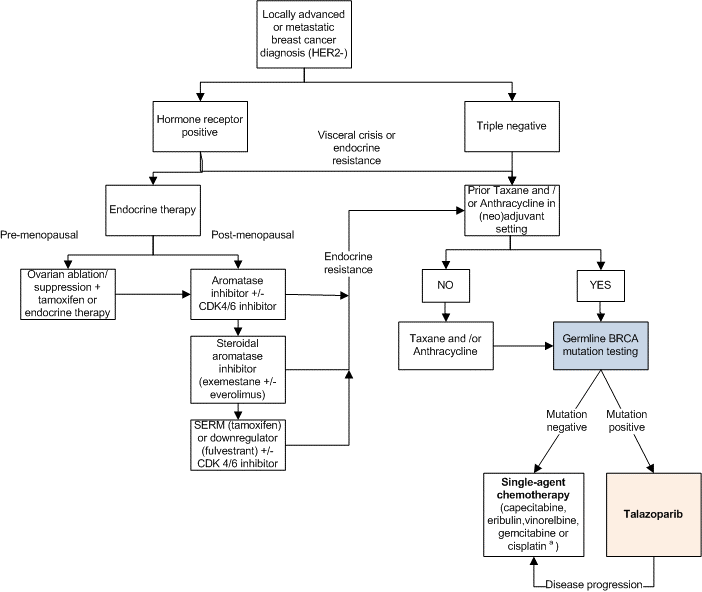 Locally advanced
or metastatic
breast cancer
diagnosis (HER2-)
Hormone receptor
positive
Triple negative
Visceral crisis or
endocrine
resistance
Endocrine therapy
Prior Taxane and /
or Anthracycline in
(neo)adjuvant
setting
Pre-menopausal
Post-menopausal
Endocrine
resistance
Ovarian ablation/
suppression +
tamoxifen or
endocrine therapy
Aromatase
inhibitor +/-
CDK4/6 inhibitor
NO
YES
Steroidal
aromatase
inhibitor
(exemestane +/-
everolimus)
Taxane and /or
Anthracycline
Germline BRCA
mutation testing
SERM (tamoxifen)
or downregulator
(fulvestrant) +/-
CDK 4/6 inhibitor
Mutation
negative
Mutation
positive
Single-agent
chemotherapy
(capecitabine,
eribulin,vinorelbine,
gemcitabine or
cisplatin ª )
Talazoparib
Disease progression